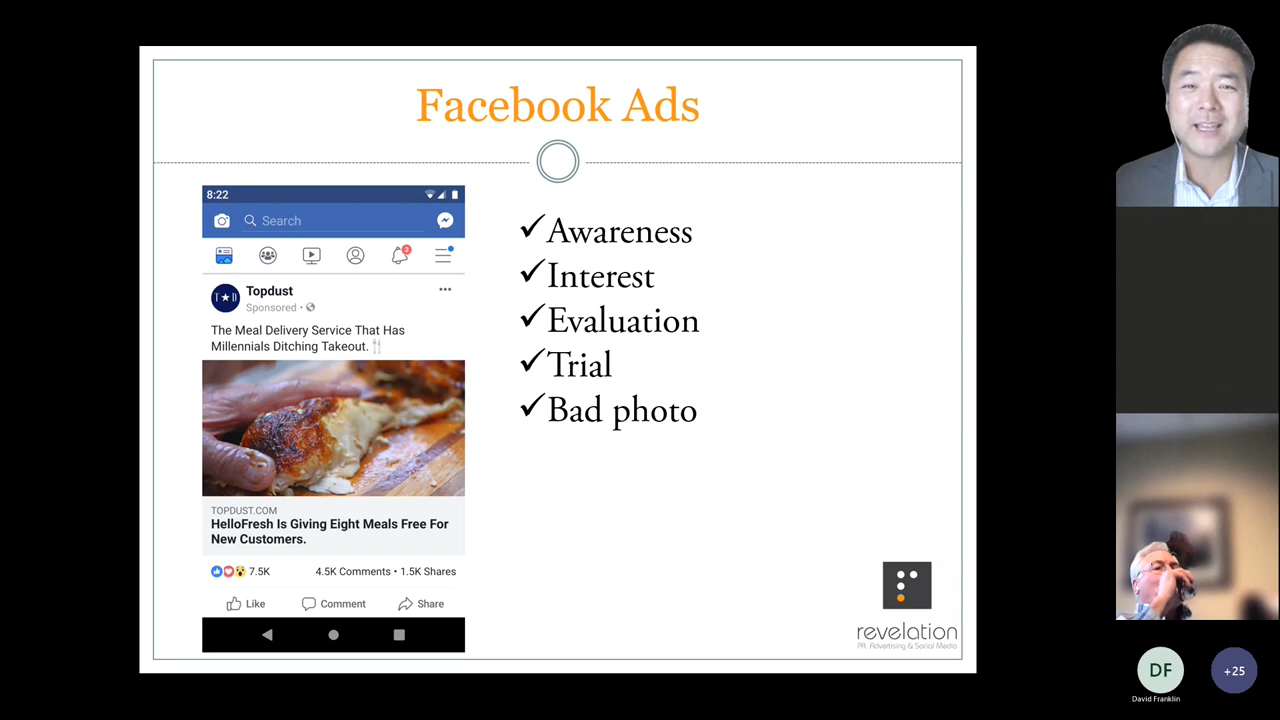 Facebook Ads
8:22
Search
2
T★D
Topdust
Sponsored •
The Meal Delivery Service That Has
Millennials Ditching Takeout.
TOPDUST.COM
HelloFresh Is Giving Eight Meals Free For
New Customers.
7.5K
4.5K Comments • 1.5K Shares
Like
Comment
Share
✓Awareness
✓Interest
✓Evaluation
✓Trial
✓Bad photo
revelation
PR, Advertising & Social Media
DF
David Franklin
+25